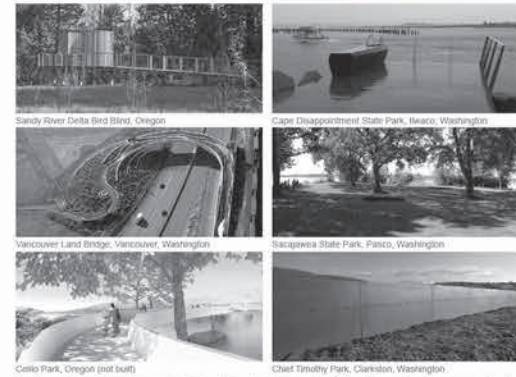 Sandy River Delta Bird Blind, Oregon
Cape Disappointment State Park, Ilwaco, Washington
Vancouver Land Bridge, Vancouver, Washington
Sacajawea State Park, Pasco, Washington
Celilo Park, Oregon (not built)
Chief Timothy Park, Clarkston, Washington